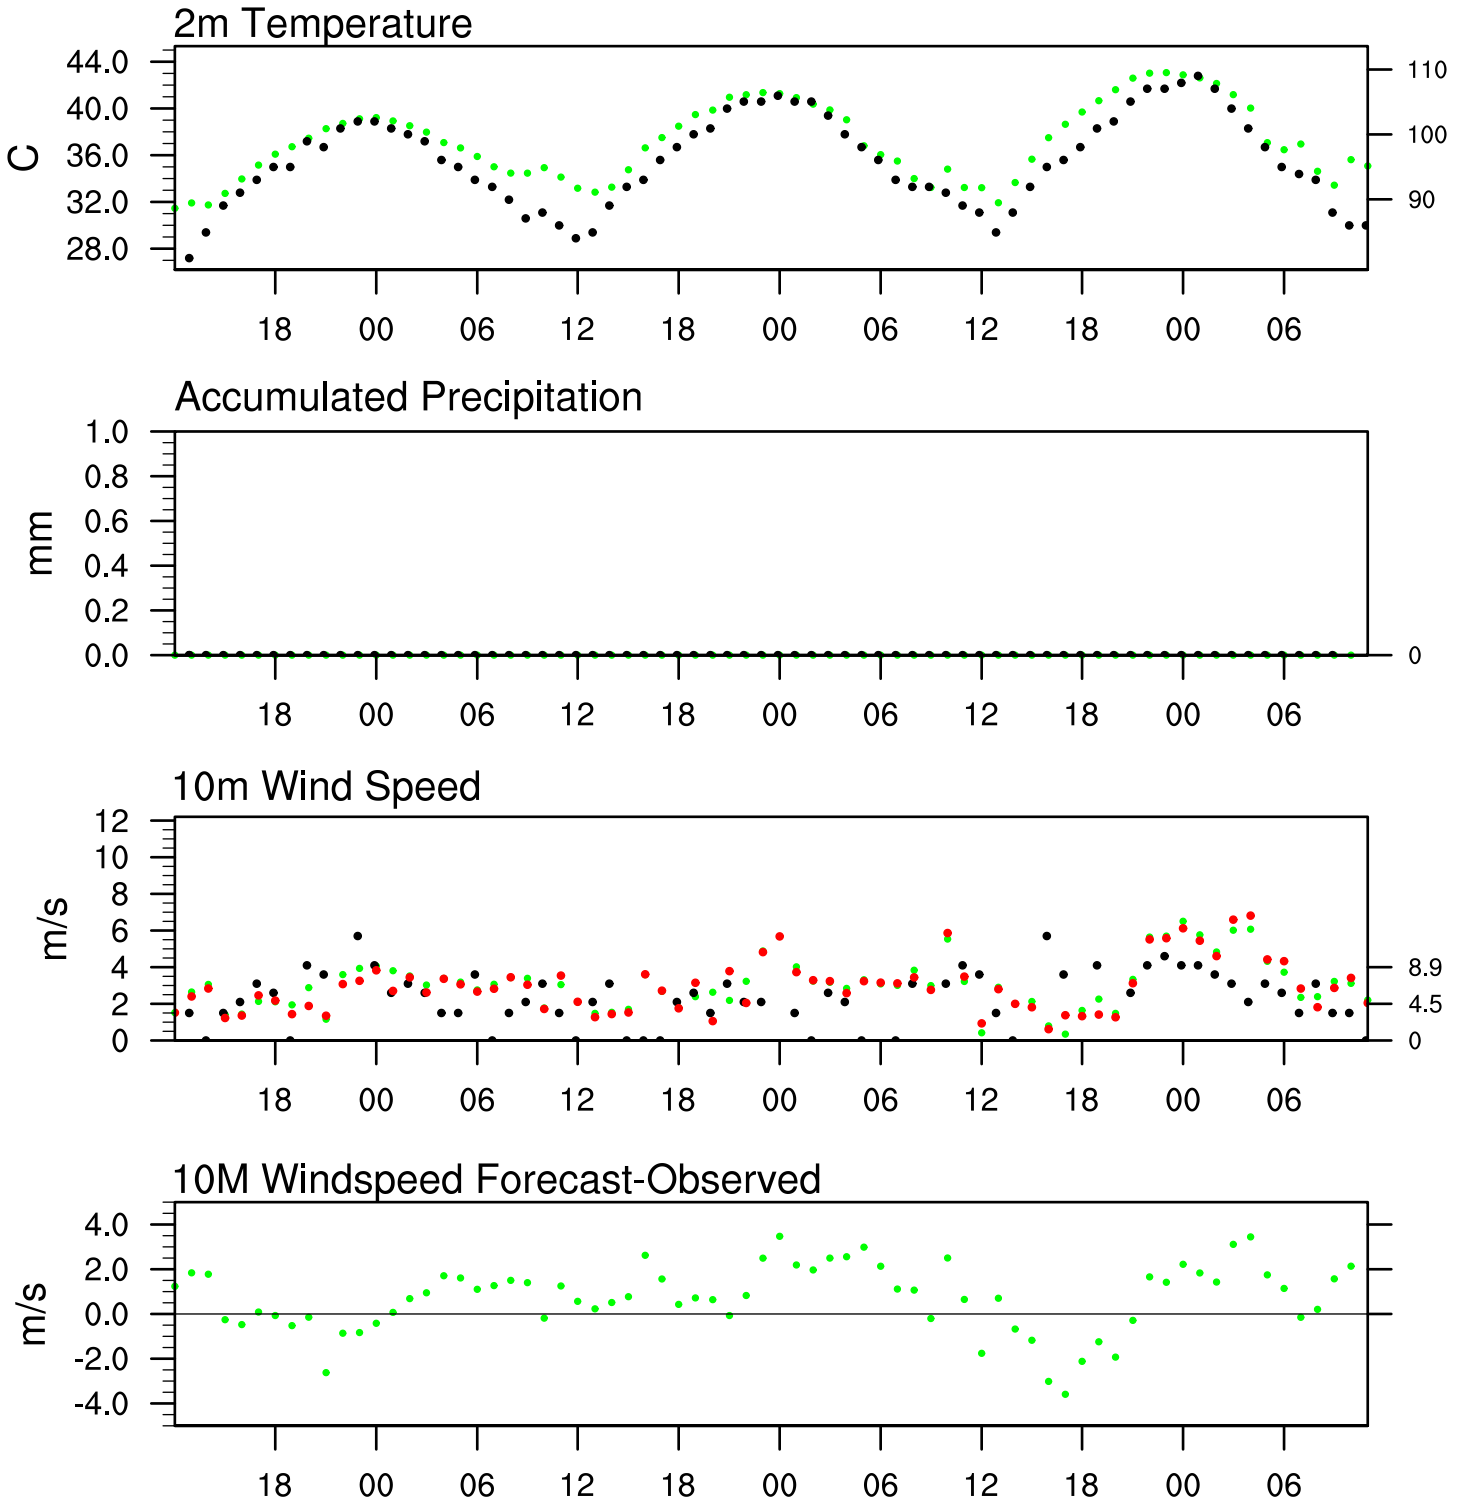 2m Temperature
44.0
40.0
36.0
32.0
28.0
C
110
100
90
18 00 06 12 18 00 06 12 18 00 06
Accumulated Precipitation
1.0
0.8
0.6
0.4
0.2
0.0
mm
0
18 00 06 12 18 00 06 12 18 00 06
10m Wind Speed
12
10
8
6
4
2
0
m/s
8.9
4.5
0
18 00 06 12 18 00 06 12 18 00 06
10M Windspeed Forecast-Observed
4.0
2.0
0.0
-2.0
-4.0
m/s
18 00 06 12 18 00 06 12 18 00 06